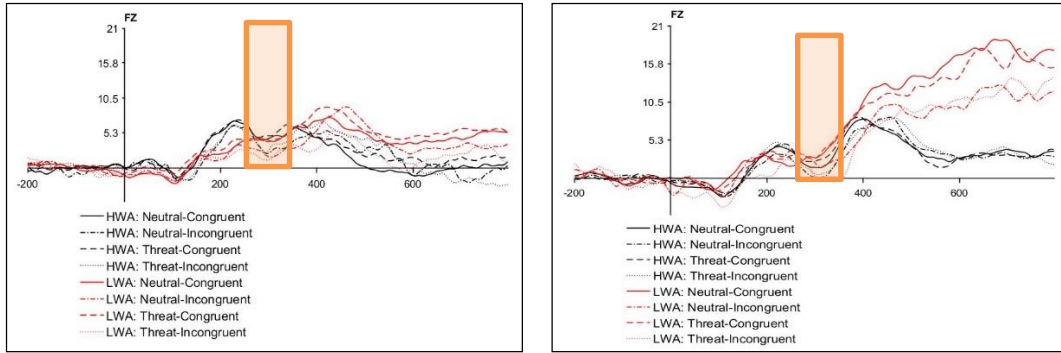 FZ
21
15.8
10.5
5.3
-200 200 400 600
HWA: Neutral-Congruent
HWA: Neutral-Incongruent
HWA: Threat-Congruent
HWA: Threat-Incongruent
LWA: Neutral-Congruent
LWA: Neutral-Incongruent
LWA: Threat-Congruent
LWA: Threat-Incongruent
FZ
21
15.8
10.5
5.3
-200 200 400 600
HWA: Neutral-Congruent
HWA: Neutral-Incongruent
HWA: Threat-Congruent
HWA: Threat-Incongruent
LWA: Neutral-Congruent
LWA: Neutral-Incongruent
LWA: Threat-Congruent
LWA: Threat-Incongruent